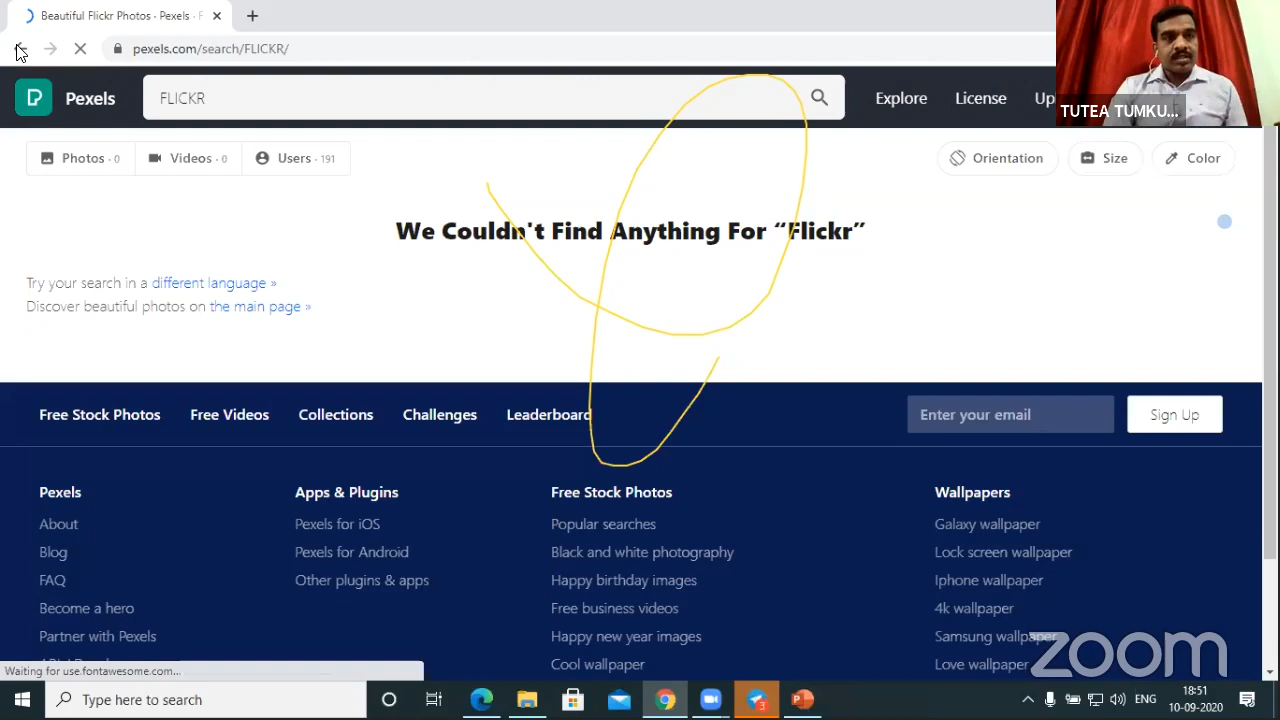 Beautiful Flickr Photos · Pexels · F
pexels.com/search/FLICKR/
Pexels
FLICKR
Explore
License
Up
TUTEA TUMKU...
Photos · 0
Videos · 0
Users · 191
Orientation
Size
Color
We Couldn't Find Anything For “Flickr”
Try your search in a different language »
Discover beautiful photos on the main page »
Free Stock Photos
Free Videos
Collections
Challenges
Leaderboard
Enter your email
Sign Up
Pexels
About
Blog
FAQ
Become a hero
Partner with Pexels
Apps & Plugins
Pexels for iOS
Pexels for Android
Other plugins & apps
Free Stock Photos
Popular searches
Black and white photography
Happy birthday images
Free business videos
Happy new year images
Cool wallpaper
Wallpapers
Galaxy wallpaper
Lock screen wallpaper
Iphone wallpaper
4k wallpaper
Samsung wallpaper
Love wallpaper
zoom
Waiting for use.fontawesome.com...
Type here to search
3
ENG
18:51
10-09-2020